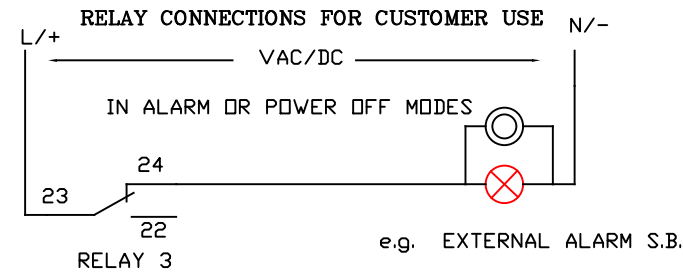 RELAY CONNECTIONS FOR CUSTOMER USE
L/+ N/-
VAC/DC
IN ALARM OR POWER OFF MODES
24
23
22
e.g. EXTERNAL ALARM S.B.
RELAY 3